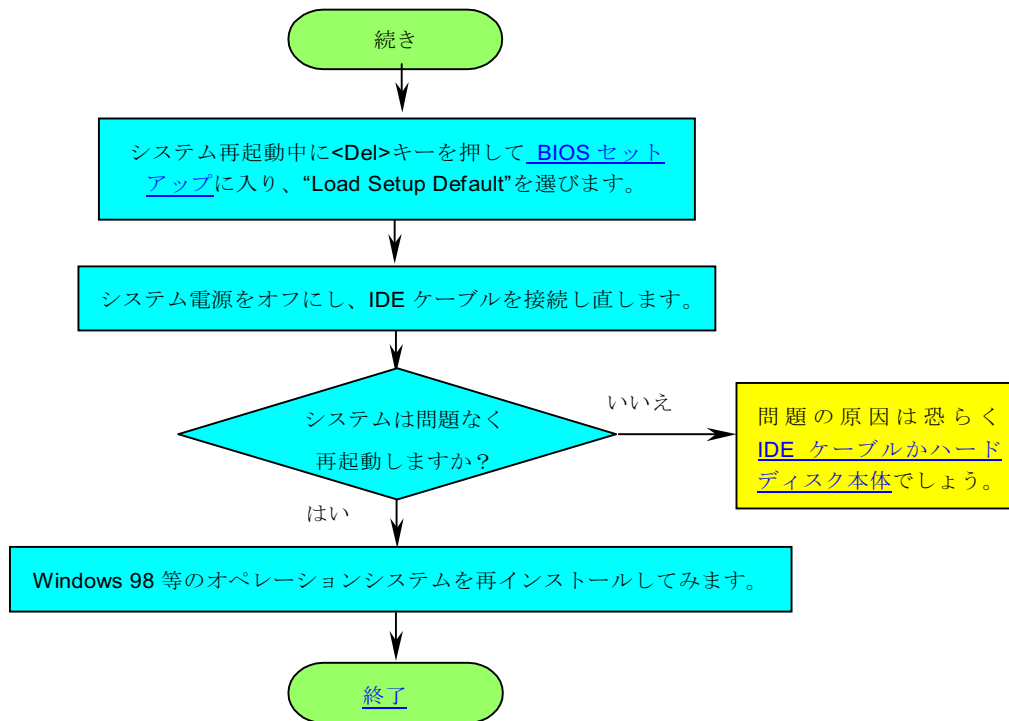 続き
システム再起動中に<Del>キーを押して BIOS セット
アップに入り、“Load Setup Default”を選びます。
システム電源をオフにし、IDE ケーブルを接続し直します。
システムは問題なく
再起動しますか？
いいえ
問題の原因は恐らく
IDE ケーブルかハード
ディスク本体でしょう。
はい
Windows 98 等のオペレーションシステムを再インストールしてみます。
終了